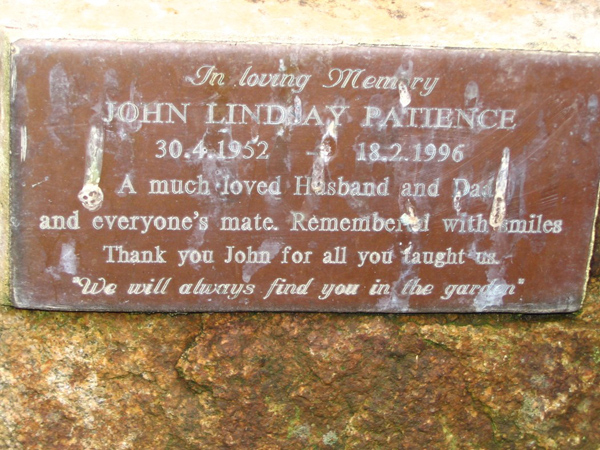 In loving Memory
JOHN LINDSAY PATIENCE
30.4.1952 - 18.2.1996
A much loved Husband and Dad
and everyone's mate. Remembered with smiles
Thank you John for all you taught us.
"We will always find you in the garden"